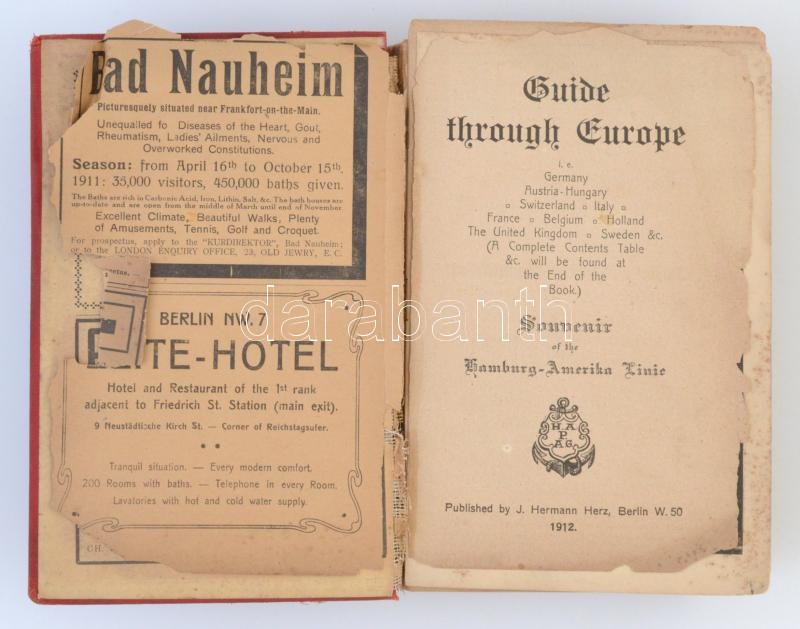 Bad Nauheim
Picturesquely situated near Frankfort-on-the-Main.
Unequalled fo Diseases of the Heart, Gout,
Rheumatism, Ladies' Ailments, Nervous and
Overworked Constitutions.
Season: from April 16th to October 15th.
1911: 35,000 visitors, 450,000 baths given.
The Baths are rich in Carbonic Acid, Iron, Lithia, Salt, &c. The bath houses are
up-to-date and are open from the middle of March until end of November.
Excellent Climate, Beautiful Walks, Plenty
of Amusements, Tennis, Golf and Croquet.
For prospectus, apply to the "KURDIREKTOR", Bad Nauheim;
or to the LONDON ENQUIRY OFFICE, 23, OLD JEWRY, E. C.
BERLIN NW. 7
ELITE-HOTEL
Hotel and Restaurant of the 1st rank
adjacent to Friedrich St. Station (main exit).
9 Neustädtische Kirch St. — Corner of Reichstagsufer.
Tranquil situation. — Every modern comfort.
200 Rooms with baths. — Telephone in every Room.
Lavatories with hot and cold water supply.
CH.
Guide
through Europe
i. e.
Germany
Austria-Hungary
Switzerland Italy
France Belgium Holland
The United Kingdom Sweden &c.
(A Complete Contents Table
&c. will be found at
the End of the
Book.)
Souvenir
of the
Hamburg-Amerika Linie
H A
P
AG
Published by J. Hermann Herz, Berlin W. 50
1912.
darabanth